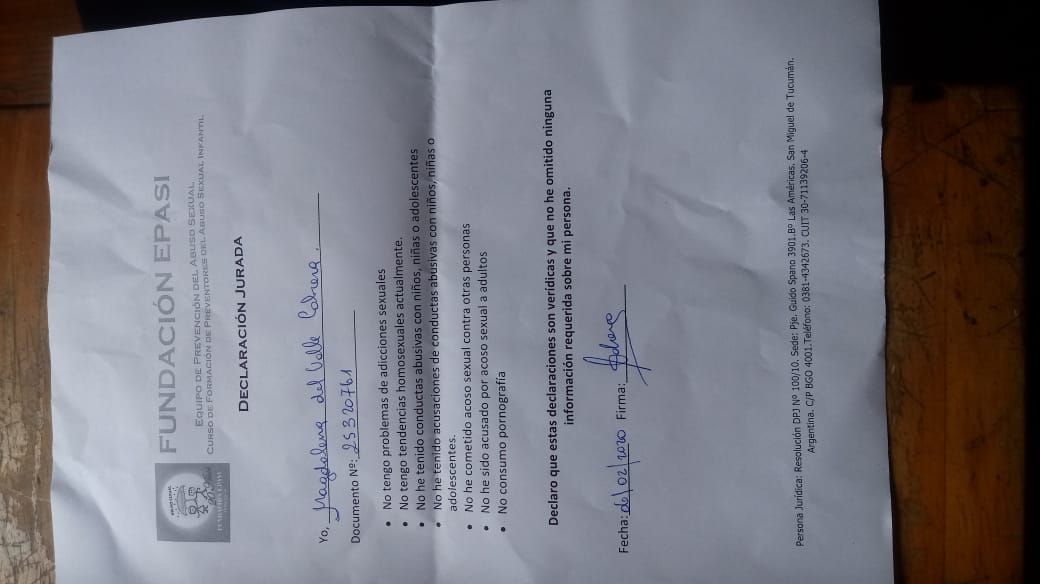 FUNDACIÓN EPASI
EQUIPO DE PREVENCIÓN DEL ABUSO SEXUAL
CURSO DE FORMACIÓN DE PREVENTORES DEL ABUSO SEXUAL INFANTIL
DECLARACIÓN JURADA
Yo, Magdalena del Valle Cabrera.
Documento Nº: 25320761
• No tengo problemas de adicciones sexuales
• No tengo tendencias homosexuales actualmente.
• No he tenido conductas abusivas con niños, niñas o adolescentes
• No he tenido acusaciones de conductas abusivas con niños, niñas o
adolescentes.
• No he cometido acoso sexual contra otras personas
• No he sido acusado por acoso sexual a adultos
• No consumo pornografía
Declaro que estas declaraciones son verídicas y que no he omitido ninguna
información requerida sobre mi persona.
Fecha: 06/02/2020 Firma:
Persona Jurídica: Resolución DPJ Nº 100/10. Sede: Pje. Guido Spano 3901.Bº Las Américas. San Miguel de Tucumán.
Argentina. C/P BGO 4001.Teléfono: 0381-4342673. CUIT 30-71139206-4